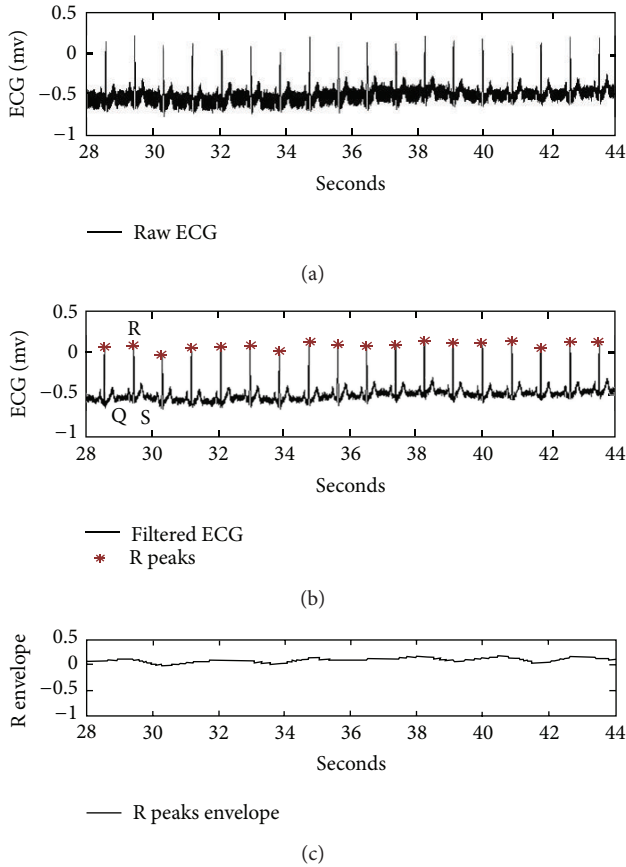 ECG (mv)
0.5
0
−0.5
−1
28 30 32 34 36 38 40 42 44
Seconds
Raw ECG
(a)
ECG (mv)
0.5
0
−0.5
−1
R
Q S
28 30 32 34 36 38 40 42 44
Seconds
Filtered ECG
R peaks
(b)
R envelope
0.5
0
−0.5
−1
28 30 32 34 36 38 40 42 44
Seconds
R peaks envelope
(c)